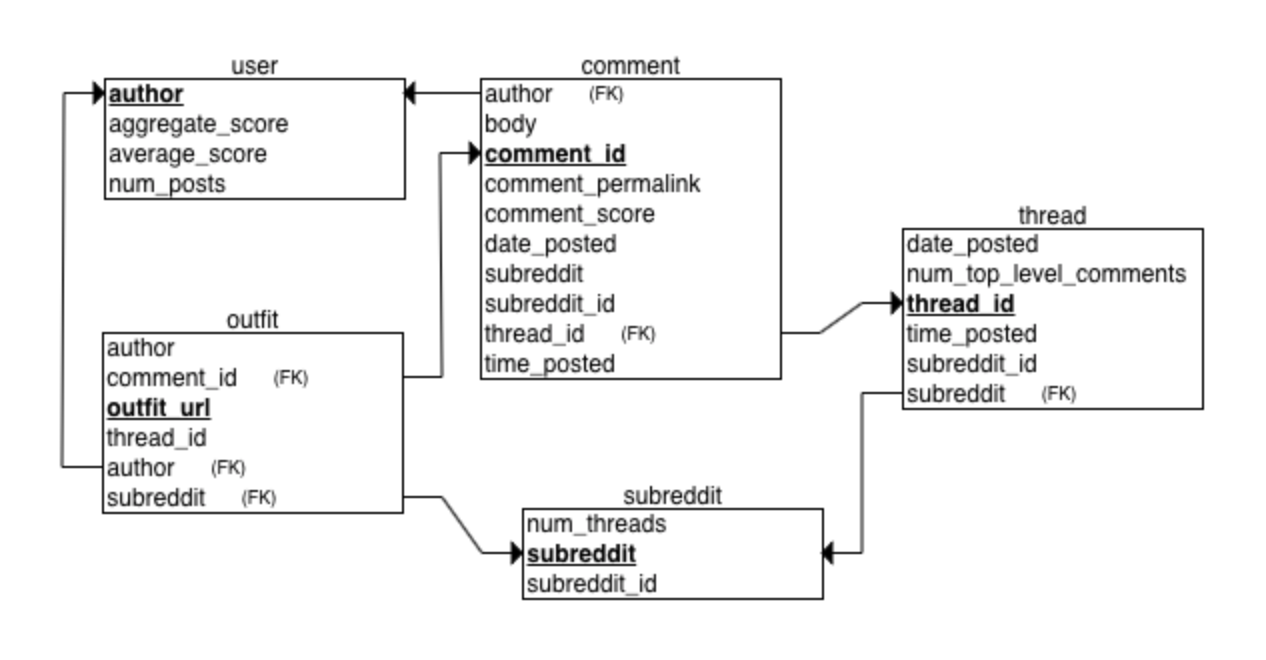 user
author
aggregate_score
average_score
num_posts
comment
author (FK)
body
comment_id
comment_permalink
comment_score
date_posted
subreddit
subreddit_id
thread_id (FK)
time_posted
thread
date_posted
num_top_level_comments
thread_id
time_posted
subreddit_id
subreddit (FK)
outfit
author
comment_id (FK)
outfit_url
thread_id
author (FK)
subreddit (FK)
subreddit
num_threads
subreddit
subreddit_id